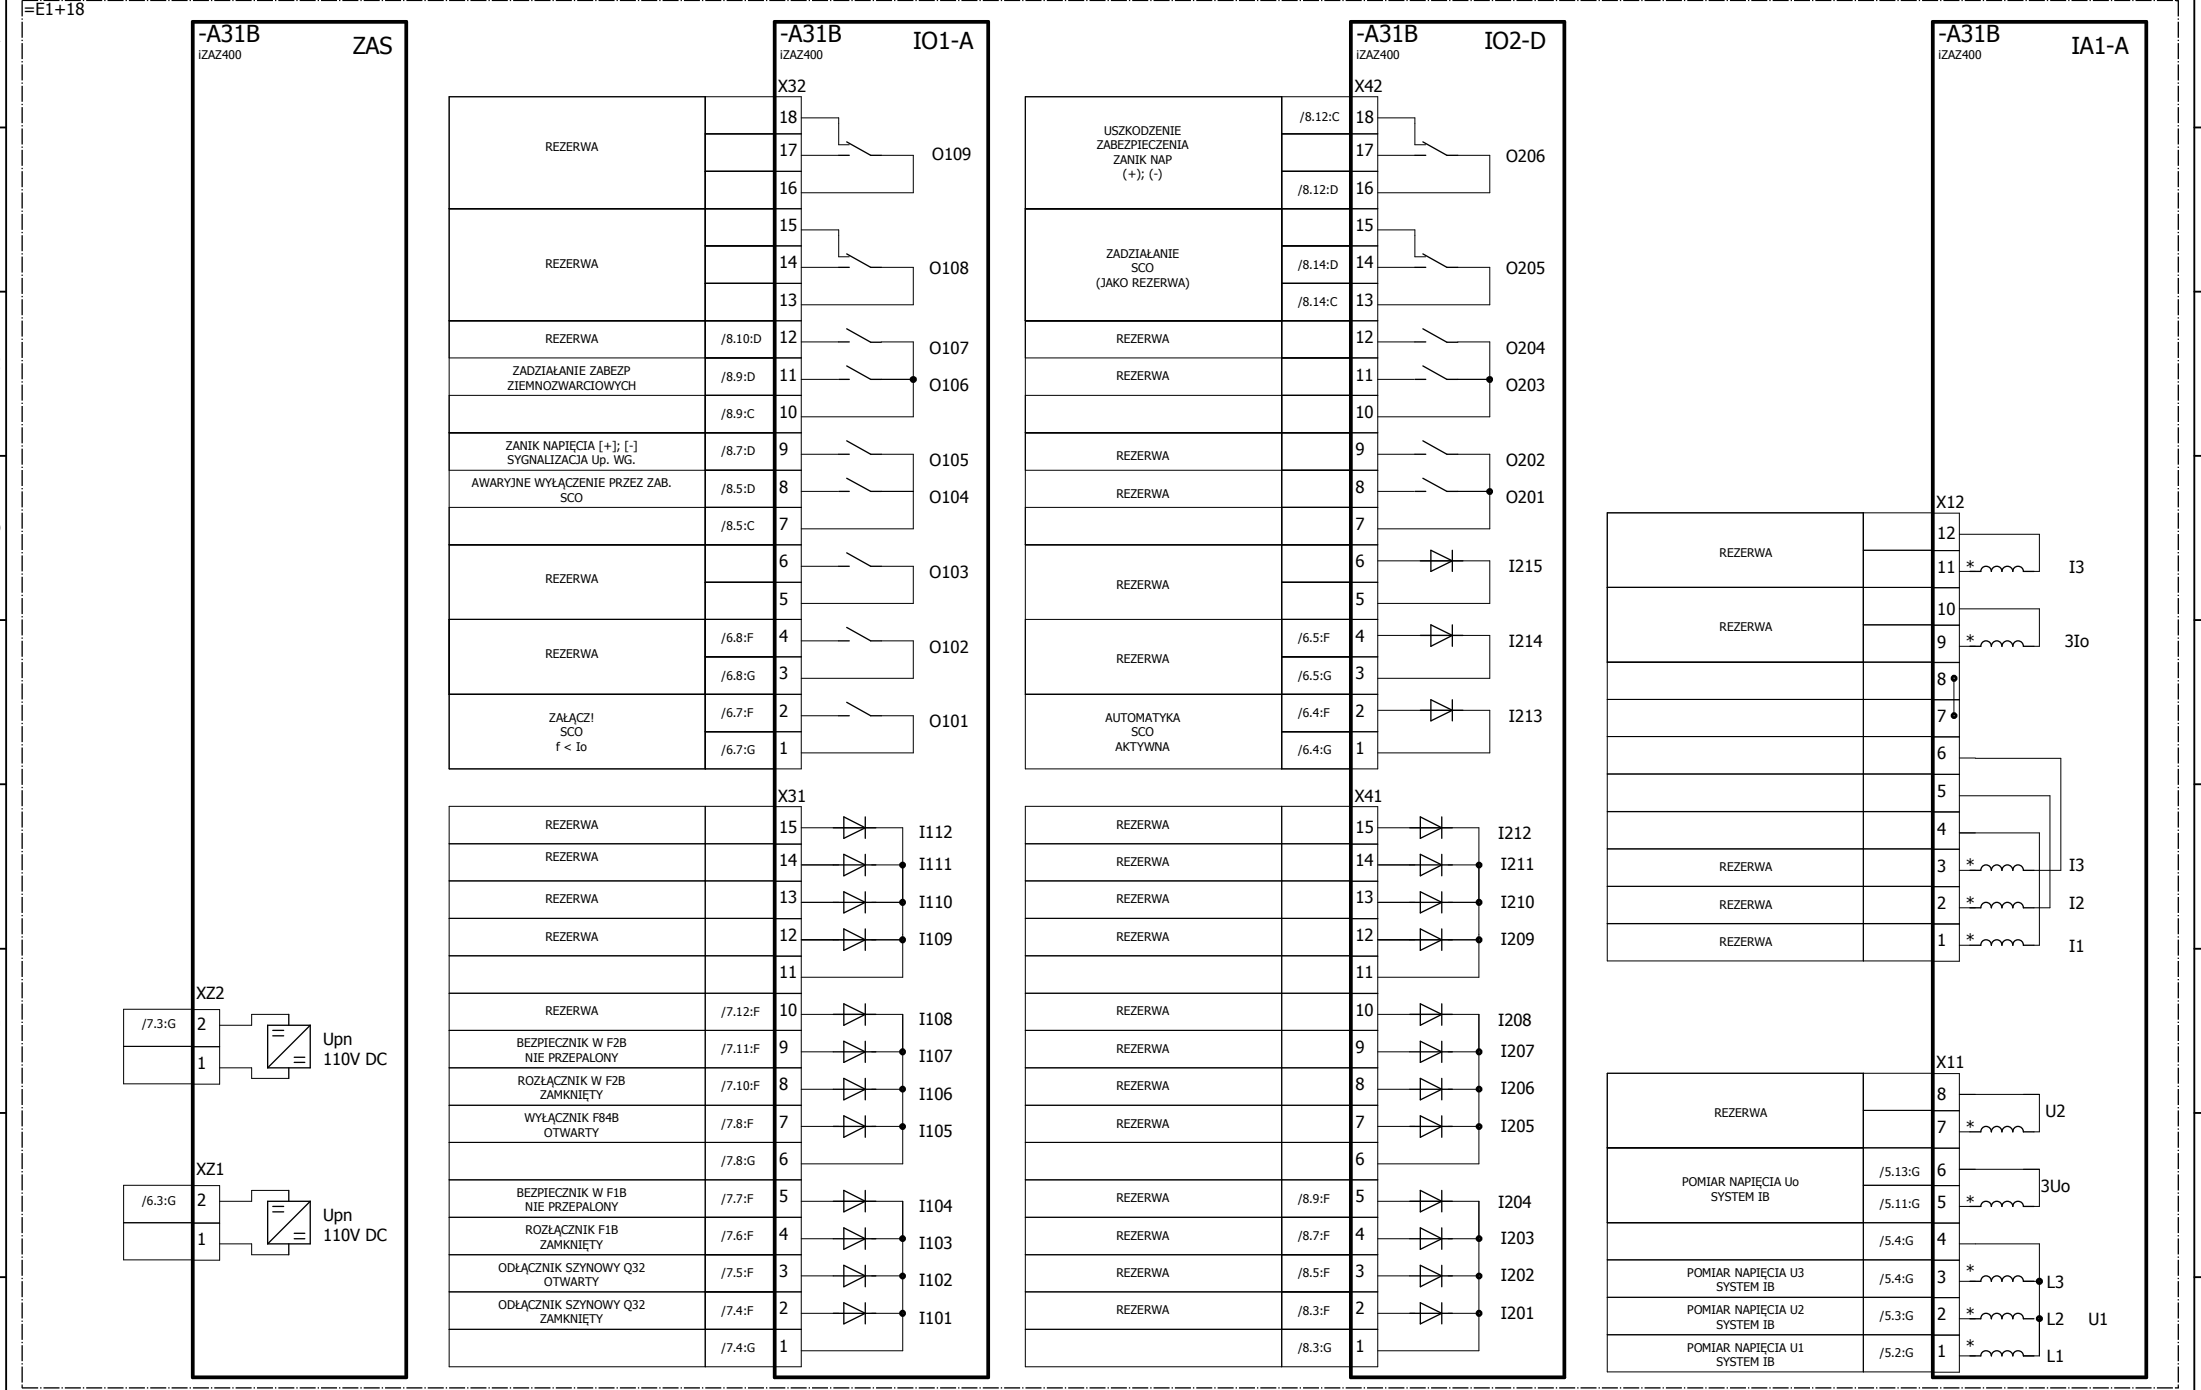 =E1+18
-A31B
iZAZ400
ZAS
XZ2
/7.3:G 2
1
Upn
110V DC
XZ1
/6.3:G 2
1
Upn
110V DC
-A31B
iZAZ400
IO1-A
X32
18
REZERWA 17 O109
16
15
REZERWA 14 O108
13
REZERWA /8.10:D 12 O107
ZADZIAŁANIE ZABEZP
ZIEMNOZWARCIOWYCH /8.9:D 11 O106
/8.9:C 10
ZANIK NAPIĘCIA [+]; [-]
SYGNALIZACJA Up. WG. /8.7:D 9 O105
AWARYJNE WYŁĄCZENIE PRZEZ ZAB.
SCO /8.5:D 8 O104
/8.5:C 7
6
REZERWA O103
5
/6.8:F 4
REZERWA O102
/6.8:G 3
/6.7:F 2
ZAŁĄCZ!
SCO O101
f < Io
/6.7:G 1
X31
REZERWA 15 I112
REZERWA 14 I111
REZERWA 13 I110
REZERWA 12 I109
11
REZERWA /7.12:F 10 I108
BEZPIECZNIK W F2B
NIE PRZEPALONY /7.11:F 9 I107
ROZŁĄCZNIK W F2B
ZAMKNIĘTY /7.10:F 8 I106
WYŁĄCZNIK F84B
OTWARTY /7.8:F 7 I105
/7.8:G 6
BEZPIECZNIK W F1B
NIE PRZEPALONY /7.7:F 5 I104
ROZŁĄCZNIK F1B
ZAMKNIĘTY /7.6:F 4 I103
ODŁĄCZNIK SZYNOWY Q32
OTWARTY /7.5:F 3 I102
ODŁĄCZNIK SZYNOWY Q32
ZAMKNIĘTY /7.4:F 2 I101
/7.4:G 1
-A31B
iZAZ400
IO2-D
X42
/8.12:C 18
USZKODZENIE
ZABEZPIECZENIA
ZANIK NAP
(+); (-)
17 O206
/8.12:D 16
15
ZADZIAŁANIE
SCO
(JAKO REZERWA)
/8.14:D 14 O205
/8.14:C 13
REZERWA 12 O204
REZERWA 11 O203
10
REZERWA 9 O202
REZERWA 8 O201
7
6
REZERWA I215
5
/6.5:F 4
REZERWA I214
/6.5:G 3
/6.4:F 2
AUTOMATYKA
SCO
AKTYWNA
I213
/6.4:G 1
X41
REZERWA 15 I212
REZERWA 14 I211
REZERWA 13 I210
REZERWA 12 I209
11
REZERWA 10 I208
REZERWA 9 I207
REZERWA 8 I206
REZERWA 7 I205
6
REZERWA /8.9:F 5 I204
REZERWA /8.7:F 4 I203
REZERWA /8.5:F 3 I202
REZERWA /8.3:F 2 I201
/8.3:G 1
-A31B
iZAZ400
IA1-A
X12
12
REZERWA
11 * I3
10
REZERWA
9 * 3Io
8
7
6
5
4
REZERWA 3 * I3
REZERWA 2 * I2
REZERWA 1 * I1
X11
8
REZERWA U2
7 *
/5.13:G 6
POMIAR NAPIĘCIA Uo
SYSTEM IB
3Uo
/5.11:G 5 *
/5.4:G 4
POMIAR NAPIĘCIA U3
SYSTEM IB /5.4:G 3 * L3
POMIAR NAPIĘCIA U2
SYSTEM IB /5.3:G 2 * L2 U1
POMIAR NAPIĘCIA U1
SYSTEM IB /5.2:G 1 * L1